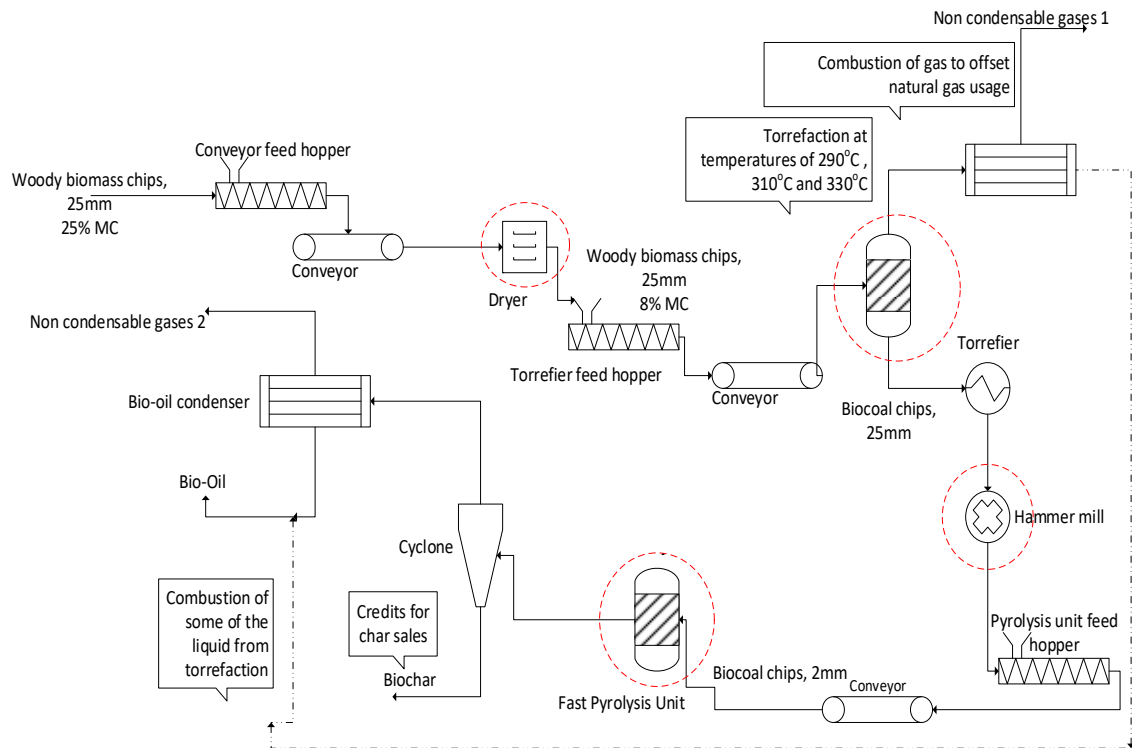 Non condensable gases 1
Combustion of gas to offset
natural gas usage
Torrefaction at
temperatures of 290°C ,
310°C and 330°C
Conveyor feed hopper
Woody biomass chips,
25mm
25% MC
Conveyor
Dryer
Woody biomass chips,
25mm
8% MC
Torrefier feed hopper
Conveyor
Torrefier
Biocoal chips,
25mm
Non condensable gases 2
Bio-oil condenser
Bio-Oil
Hammer mill
Cyclone
Combustion of
some of the
liquid from
torrefaction
Credits for
char sales
Biochar
Fast Pyrolysis Unit
Biocoal chips, 2mm
Conveyor
Pyrolysis unit feed
hopper